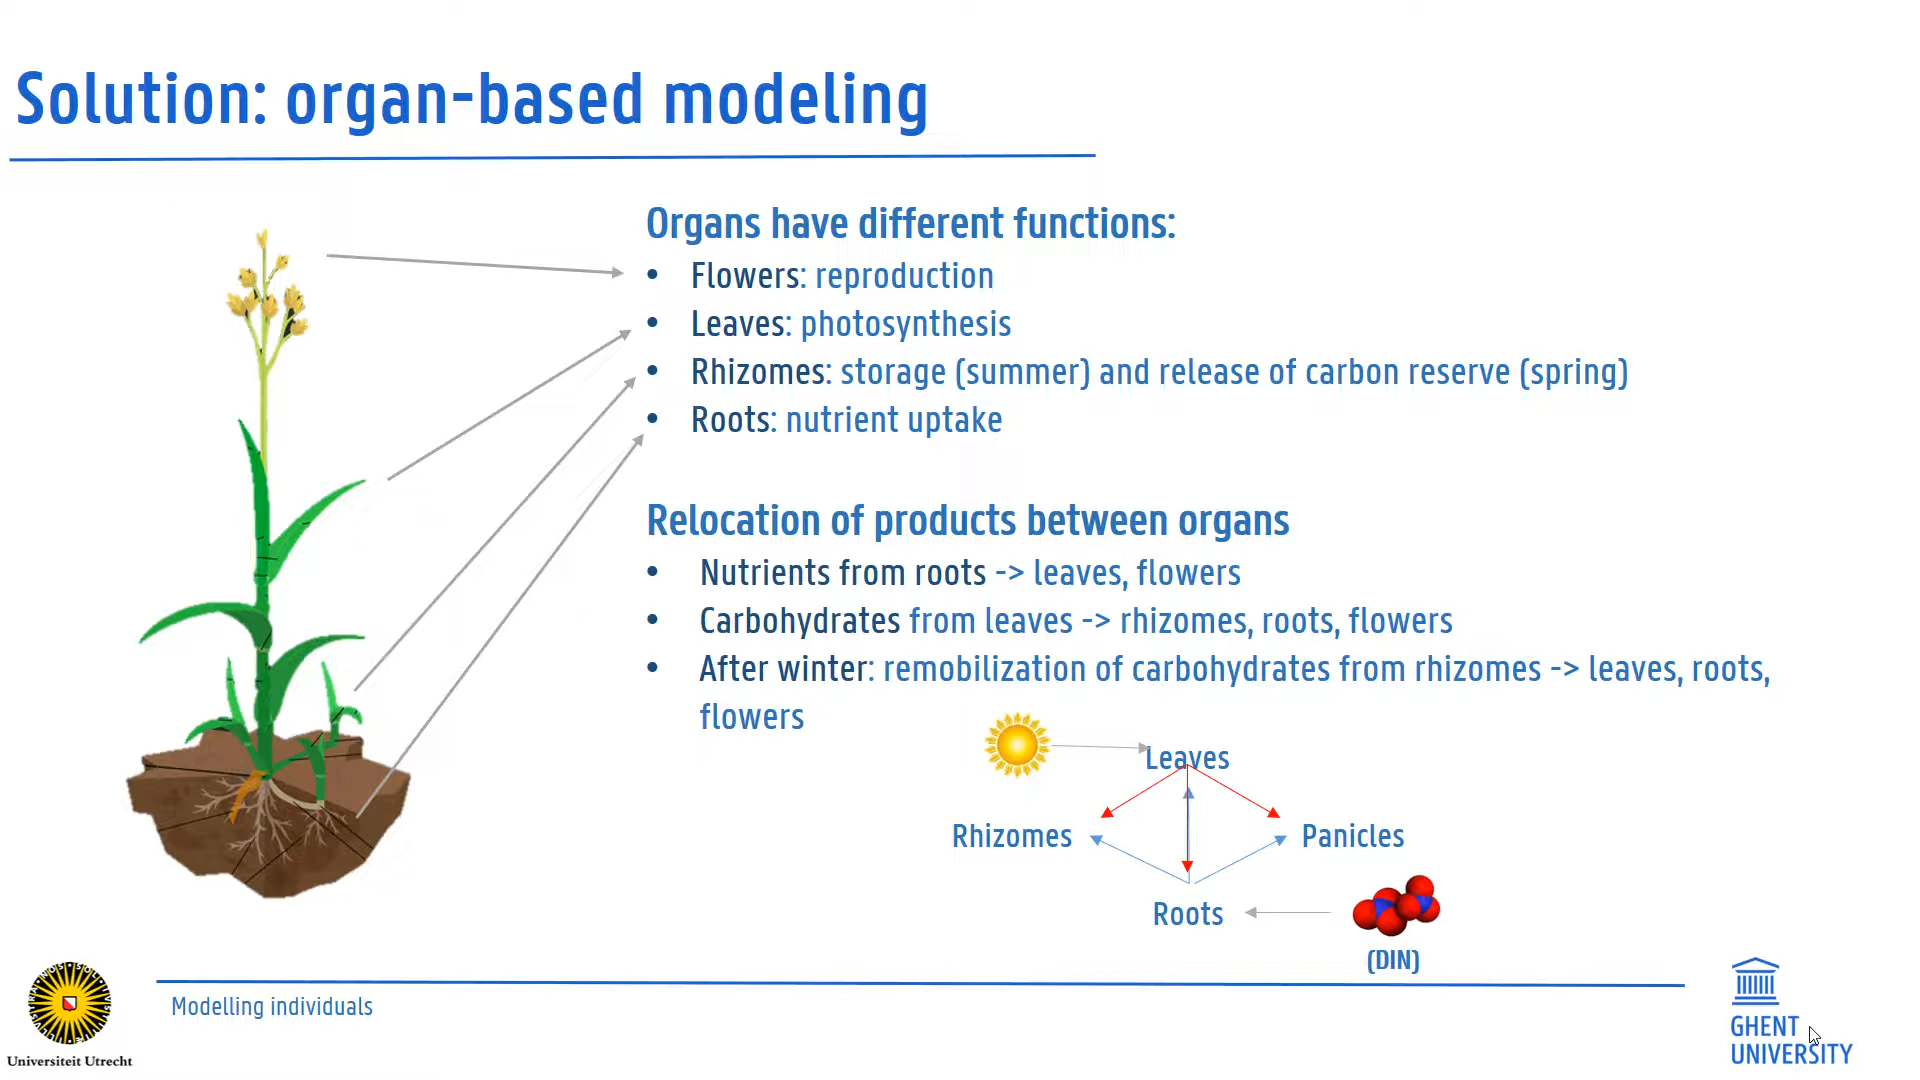 Solution: organ-based modeling
Organs have different functions:
• Flowers: reproduction
• Leaves: photosynthesis
• Rhizomes: storage (summer) and release of carbon reserve (spring)
• Roots: nutrient uptake
Relocation of products between organs
• Nutrients from roots -> leaves, flowers
• Carbohydrates from leaves -> rhizomes, roots, flowers
• After winter: remobilization of carbohydrates from rhizomes -> leaves, roots,
flowers
Leaves
Rhizomes
Panicles
Roots
(DIN)
Modelling individuals
Universiteit Utrecht
GHENT
UNIVERSITY